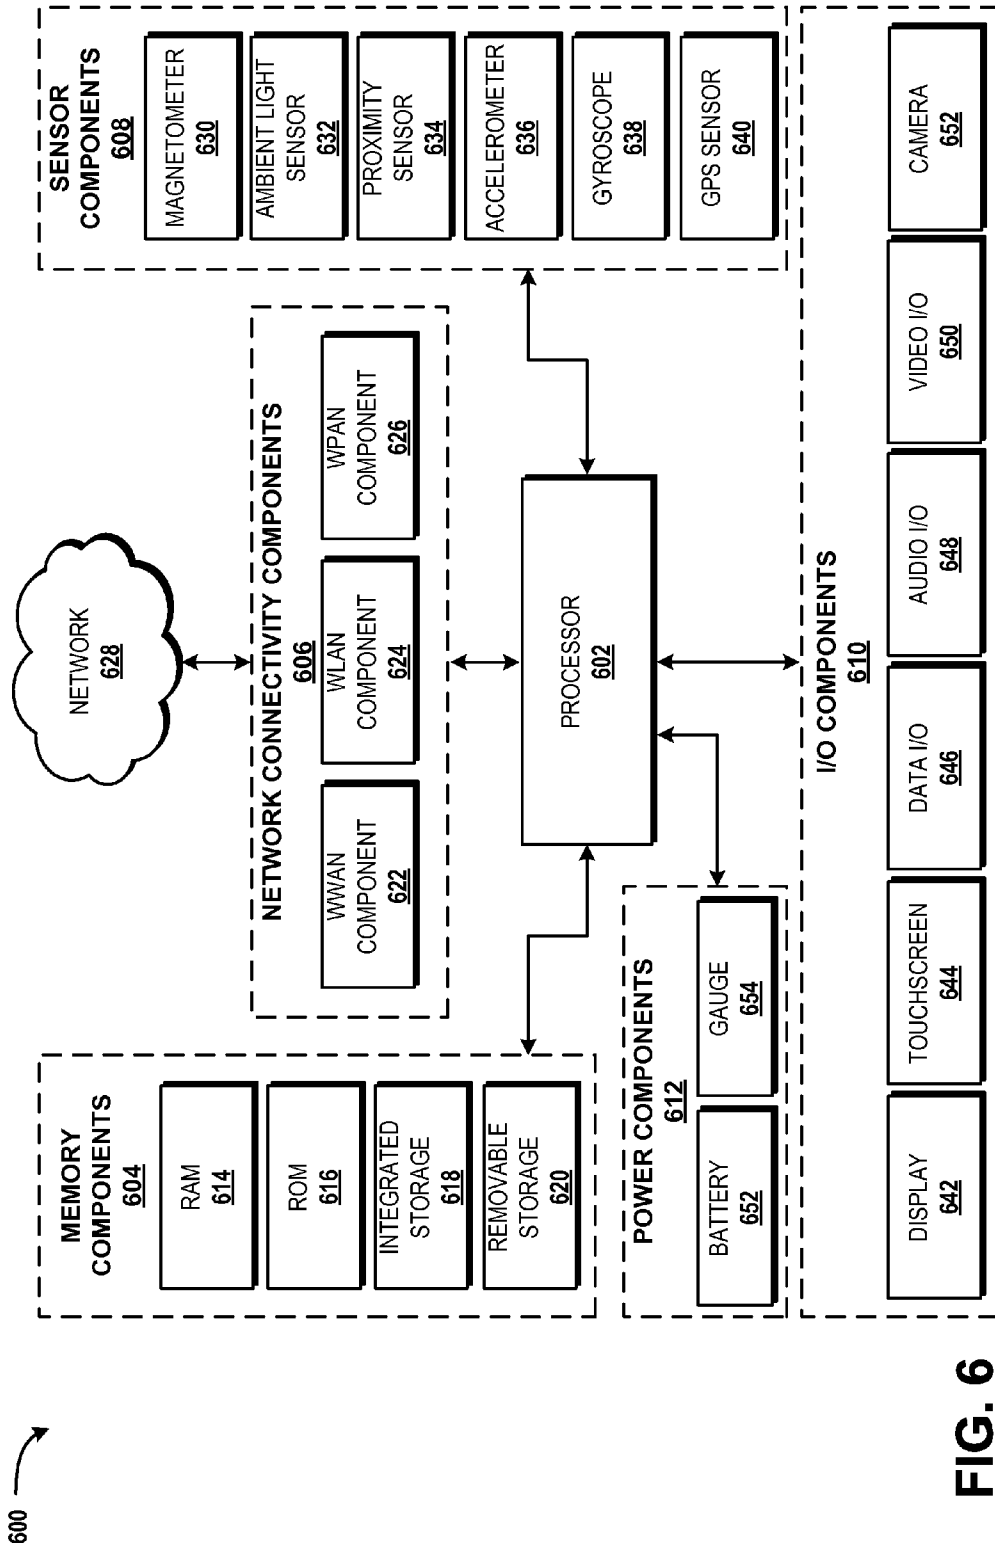 600
MEMORY
COMPONENTS
604
RAM
614
ROM
616
INTEGRATED
STORAGE
618
REMOVABLE
STORAGE
620
NETWORK
628
NETWORK CONNECTIVITY COMPONENTS
606
WWAN
COMPONENT
622
WLAN
COMPONENT
624
WPAN
COMPONENT
626
SENSOR
COMPONENTS
608
MAGNETOMETER
630
AMBIENT LIGHT
SENSOR
632
PROXIMITY
SENSOR
634
ACCELEROMETER
636
GYROSCOPE
638
GPS SENSOR
640
PROCESSOR
602
POWER COMPONENTS
612
BATTERY
652
GAUGE
654
I/O COMPONENTS
610
DISPLAY
642
TOUCHSCREEN
644
DATA I/O
646
AUDIO I/O
648
VIDEO I/O
650
CAMERA
652
FIG. 6